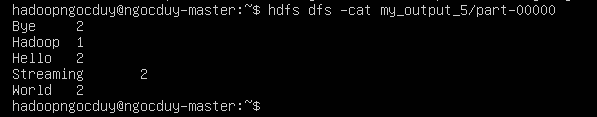 hadoopngocduy@ngocduy-master:~$ hdfs dfs -cat my_output_5/part-00000
Bye	2
Hadoop	1
Hello	2
Streaming	2
World	2
hadoopngocduy@ngocduy-master:~$